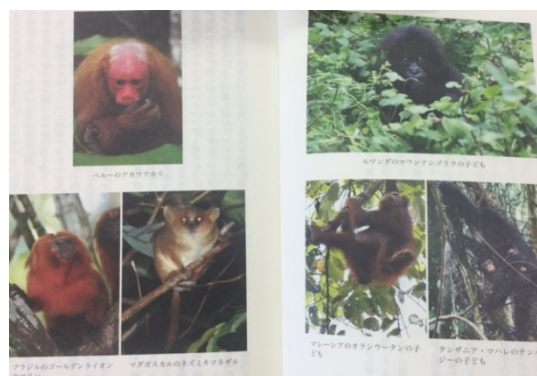 ペルーのアカウアカリ
ブラジルのゴールデンライオン
タマリン
マダガスカルのネズミキツネザル
ルワンダのマウンテンゴリラの子ども
マレーシアのオランウータンの子
ども
タンザニア・マハレのチンパ
ジーの子ども